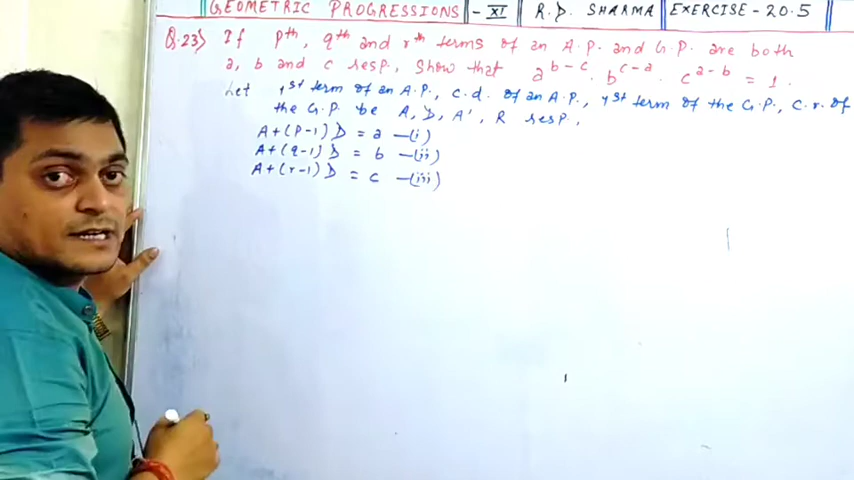 GEOMETRIC PROGRESSIONS - XI R.D. SHARMA EXERCISE - 20.5
Q.23) If pth, qth and rth terms of an A.P. and G.P. are both
a, b and c resp., show that a^{b-c} . b^{c-a} . c^{a-b} = 1.
Let 1st term of an A.P., C.d. of an A.P., 1st term of the G.P., C.r. of
the G.P. be A, D, A', R resp.,
A+(p-1)D = a —(i)
A+(q-1)D = b —(ii)
A+(r-1)D = c —(iii)